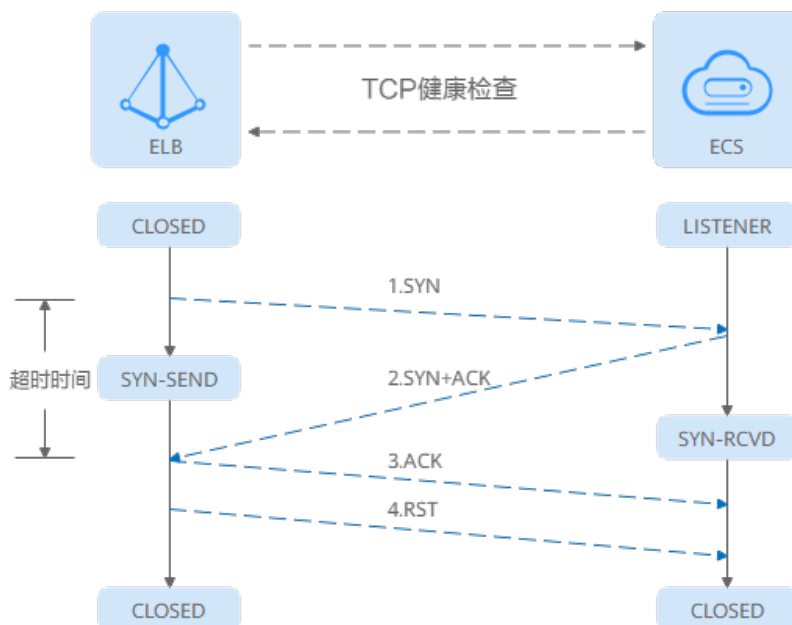 TCP健康检查
ELB
ECS
CLOSED
LISTENER
1.SYN
超时时间
SYN-SEND
2.SYN+ACK
SYN-RCVD
3.ACK
4.RST
CLOSED
CLOSED